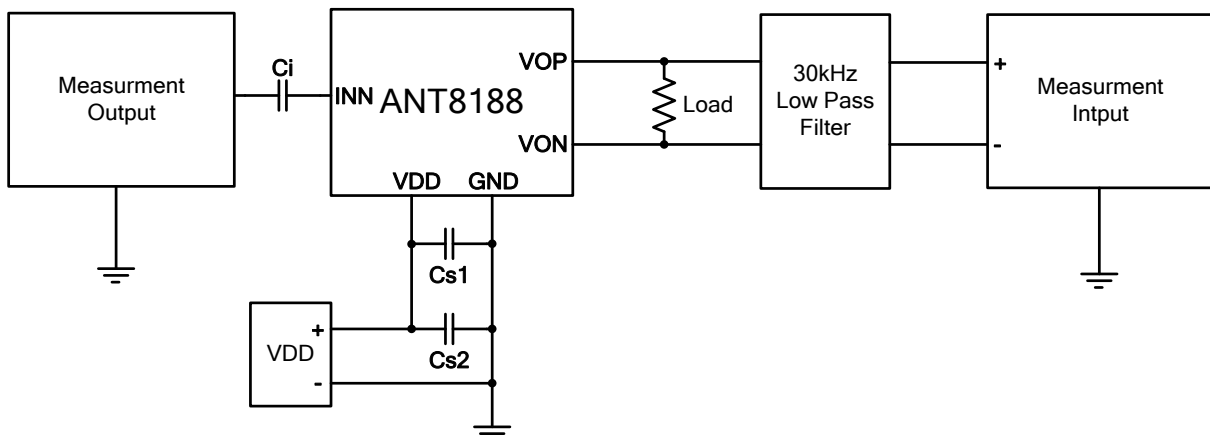 Measurment
Output
Ci
INN
ANT8188
VOP
VON
VDD
GND
Load
30kHz
Low Pass
Filter
+
-
Measurment
Intput
Cs1
Cs2
VDD
+
-